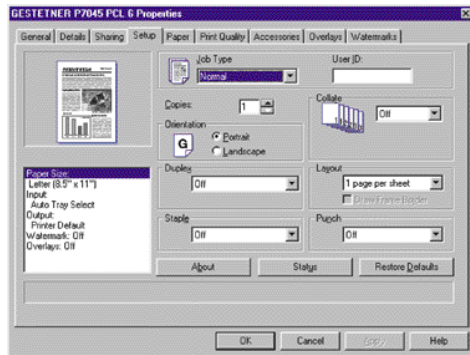 GESTETNER P7045 PCL 6 Properties
General Details Sharing Setup Paper Print Quality Accessories Overlays Watermarks
Job Type
Normal
User ID:
Copies:
1
Collate
Off
Orientation
G
Portrait
Landscape
Paper Size:
Letter (8.5" x 11")
Input:
Auto Tray Select
Output:
Printer Default
Watermark: Off
Overlays: Off
Duplex
Off
Layout
1 page per sheet
Draw Frame Border
Staple
Off
Punch
Off
About Status Restore Defaults
OK Cancel Apply Help